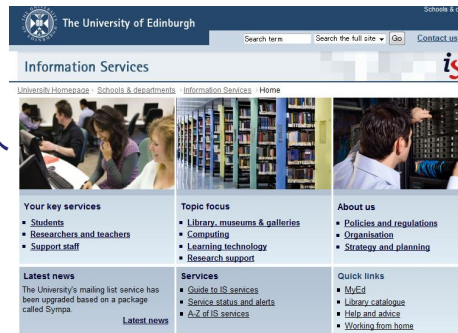 Schools & d
The University of Edinburgh
Search term
Search the full site
Go
Contact us
Information Services
is
University Homepage › Schools & departments › Information Services › Home
Your key services
Students
Researchers and teachers
Support staff
Topic focus
Library, museums & galleries
Computing
Learning technology
Research support
About us
Policies and regulations
Organisation
Strategy and planning
Latest news
The University's mailing list service has
been upgraded based on a package
called Sympa.
Latest news
Services
Guide to IS services
Service status and alerts
A-Z of IS services
Quick links
MyEd
Library catalogue
Help and advice
Working from home